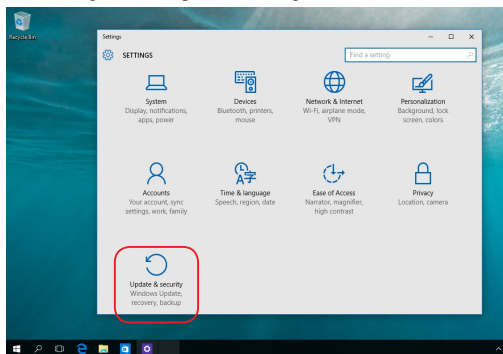 Recycle Bin
Settings
SETTINGS
Find a setting
System
Display, notifications,
apps, power
Devices
Bluetooth, printers,
mouse
Network & Internet
Wi-Fi, airplane mode,
VPN
Personalization
Background, lock
screen, colors
Accounts
Your account, sync
settings, work, family
Time & language
Speech, region, date
Ease of Access
Narrator, magnifier,
high contrast
Privacy
Location, camera
Update & security
Windows Update,
recovery, backup